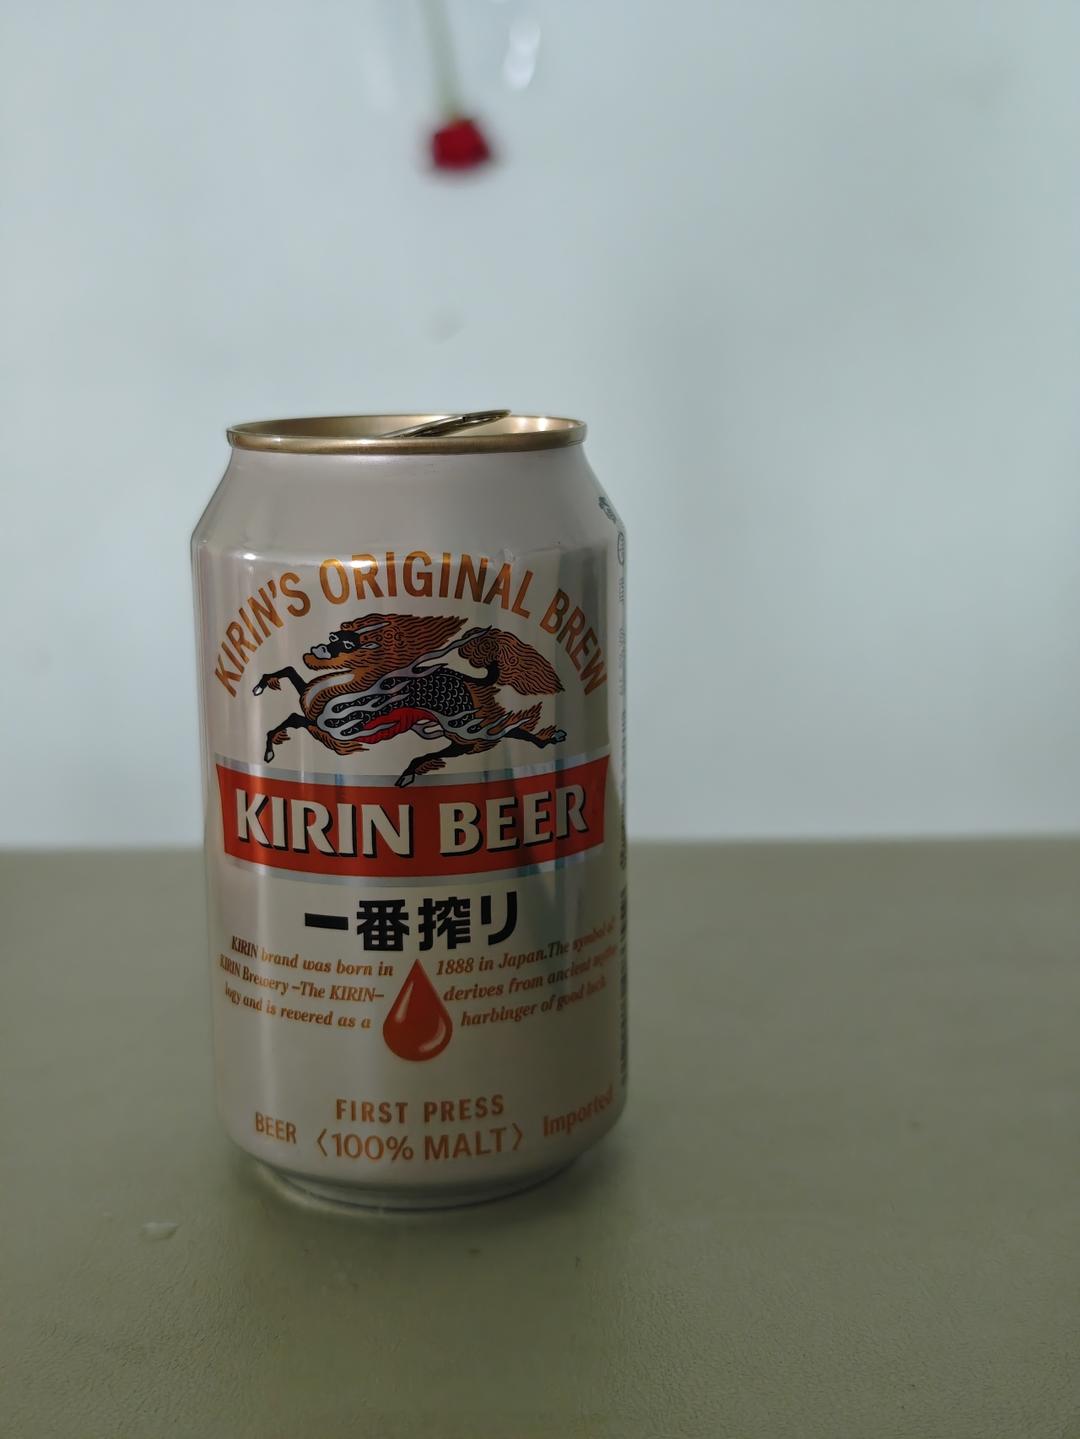 KIRIN'S ORIGINAL BREW
KIRIN BEER
一番搾り
KIRIN brand was born in 1888 in Japan.The symbol of
KIRIN Brewery –The KIRIN– derives from ancient mytho
logy and is revered as a harbinger of good luck.
FIRST PRESS
BEER 〈100% MALT〉 Imported